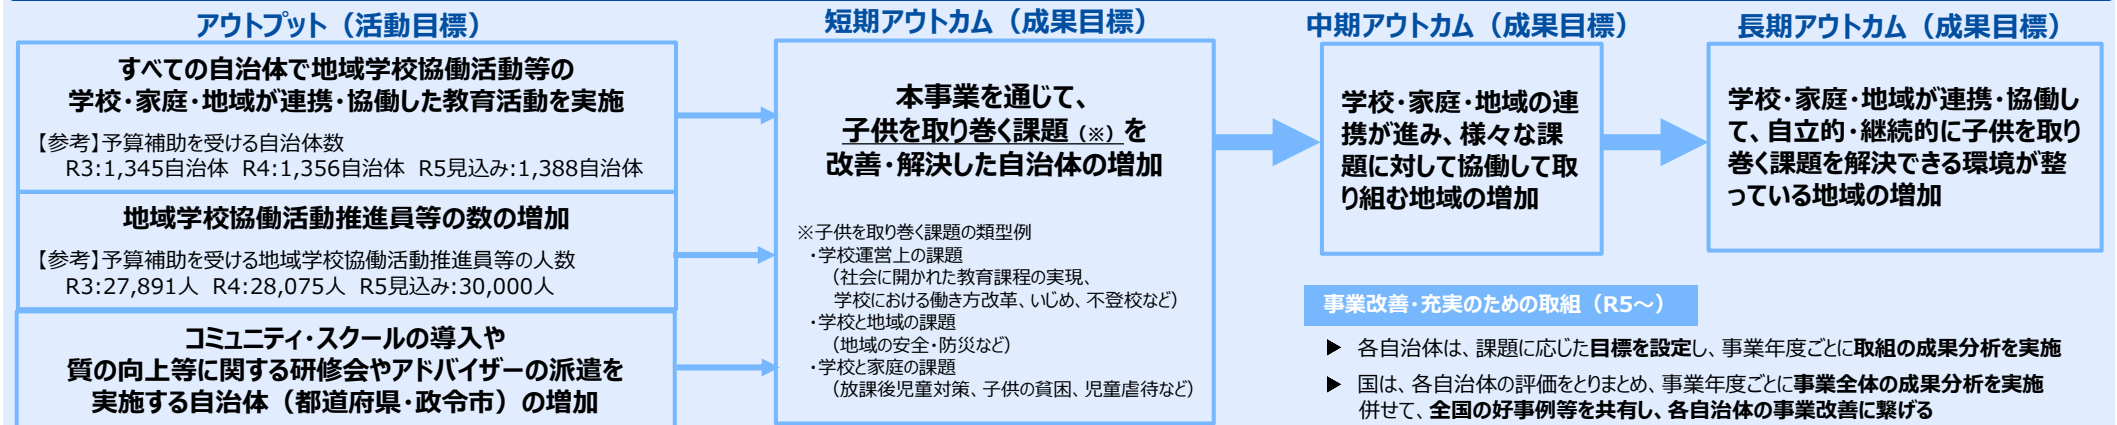 アウトプット（活動目標）
すべての自治体で地域学校協働活動等の
学校・家庭・地域が連携・協働した教育活動を実施
【参考】予算補助を受ける自治体数
R3:1,345自治体 R4:1,356自治体 R5見込み:1,388自治体
地域学校協働活動推進員等の数の増加
【参考】予算補助を受ける地域学校協働活動推進員等の人数
R3:27,891人 R4:28,075人 R5見込み:30,000人
コミュニティ・スクールの導入や
質の向上等に関する研修会やアドバイザーの派遣を
実施する自治体（都道府県・政令市）の増加
短期アウトカム（成果目標）
本事業を通じて、
子供を取り巻く課題（※）を
改善・解決した自治体の増加
※子供を取り巻く課題の類型例
・学校運営上の課題
（社会に開かれた教育課程の実現、
学校における働き方改革、いじめ、不登校など）
・学校と地域の課題
（地域の安全・防災など）
・学校と家庭の課題
（放課後児童対策、子供の貧困、児童虐待など）
中期アウトカム（成果目標）
学校・家庭・地域の連
携が進み、様々な課
題に対して協働して取
り組む地域の増加
長期アウトカム（成果目標）
学校・家庭・地域が連携・協働し
て、自立的・継続的に子供を取り
巻く課題を解決できる環境が整
っている地域の増加
事業改善・充実のための取組（R5～）
▶ 各自治体は、課題に応じた目標を設定し、事業年度ごとに取組の成果分析を実施
▶ 国は、各自治体の評価をとりまとめ、事業年度ごとに事業全体の成果分析を実施
併せて、全国の好事例等を共有し、各自治体の事業改善に繋げる